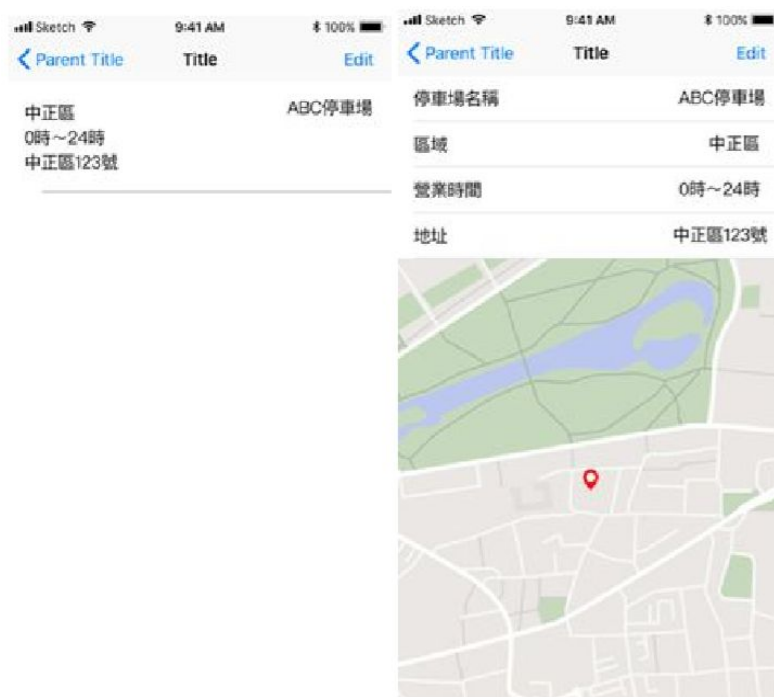 Sketch 9:41 AM 100%
Parent Title Title Edit
中正區 ABC停車場
0時~24時
中正區123號
Sketch 9:41 AM 100%
Parent Title Title Edit
停車場名稱 ABC停車場
區域 中正區
營業時間 0時~24時
地址 中正區123號